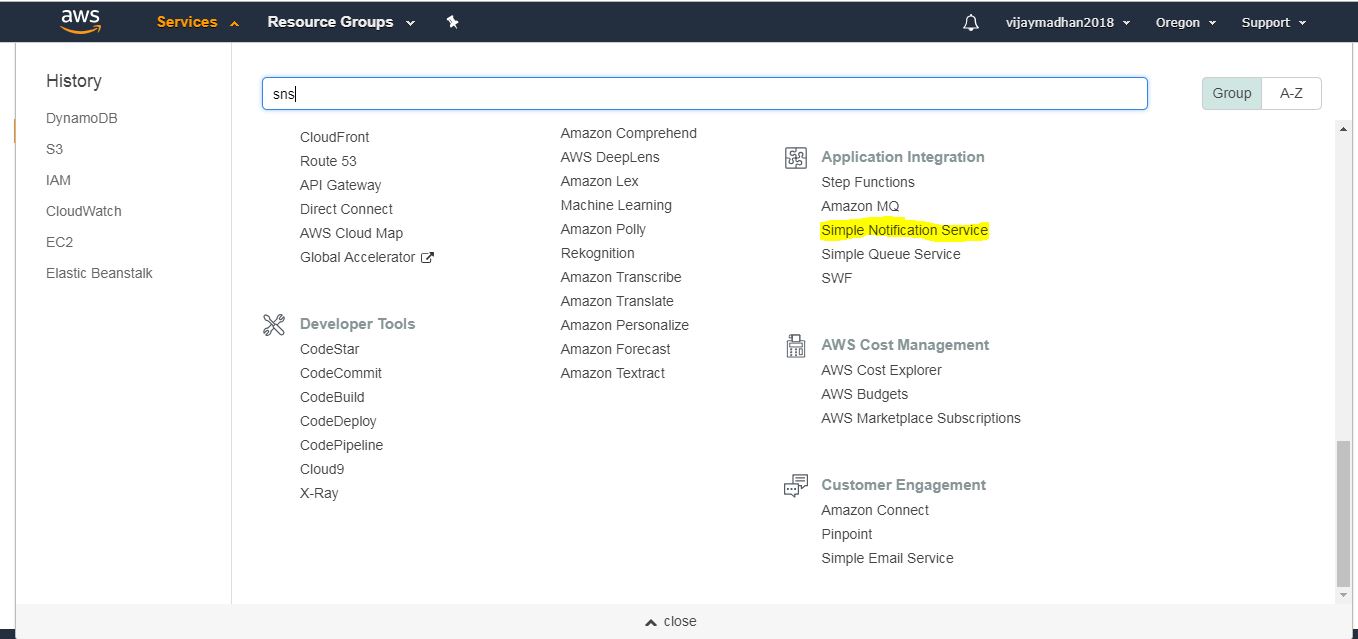 aws
Services
Resource Groups
vijaymadhan2018
Oregon
Support
History
DynamoDB
S3
IAM
CloudWatch
EC2
Elastic Beanstalk
sns
Group
A-Z
CloudFront
Route 53
API Gateway
Direct Connect
AWS Cloud Map
Global Accelerator
Developer Tools
CodeStar
CodeCommit
CodeBuild
CodeDeploy
CodePipeline
Cloud9
X-Ray
Amazon Comprehend
AWS DeepLens
Amazon Lex
Machine Learning
Amazon Polly
Rekognition
Amazon Transcribe
Amazon Translate
Amazon Personalize
Amazon Forecast
Amazon Textract
Application Integration
Step Functions
Amazon MQ
Simple Notification Service
Simple Queue Service
SWF
AWS Cost Management
AWS Cost Explorer
AWS Budgets
AWS Marketplace Subscriptions
Customer Engagement
Amazon Connect
Pinpoint
Simple Email Service
close